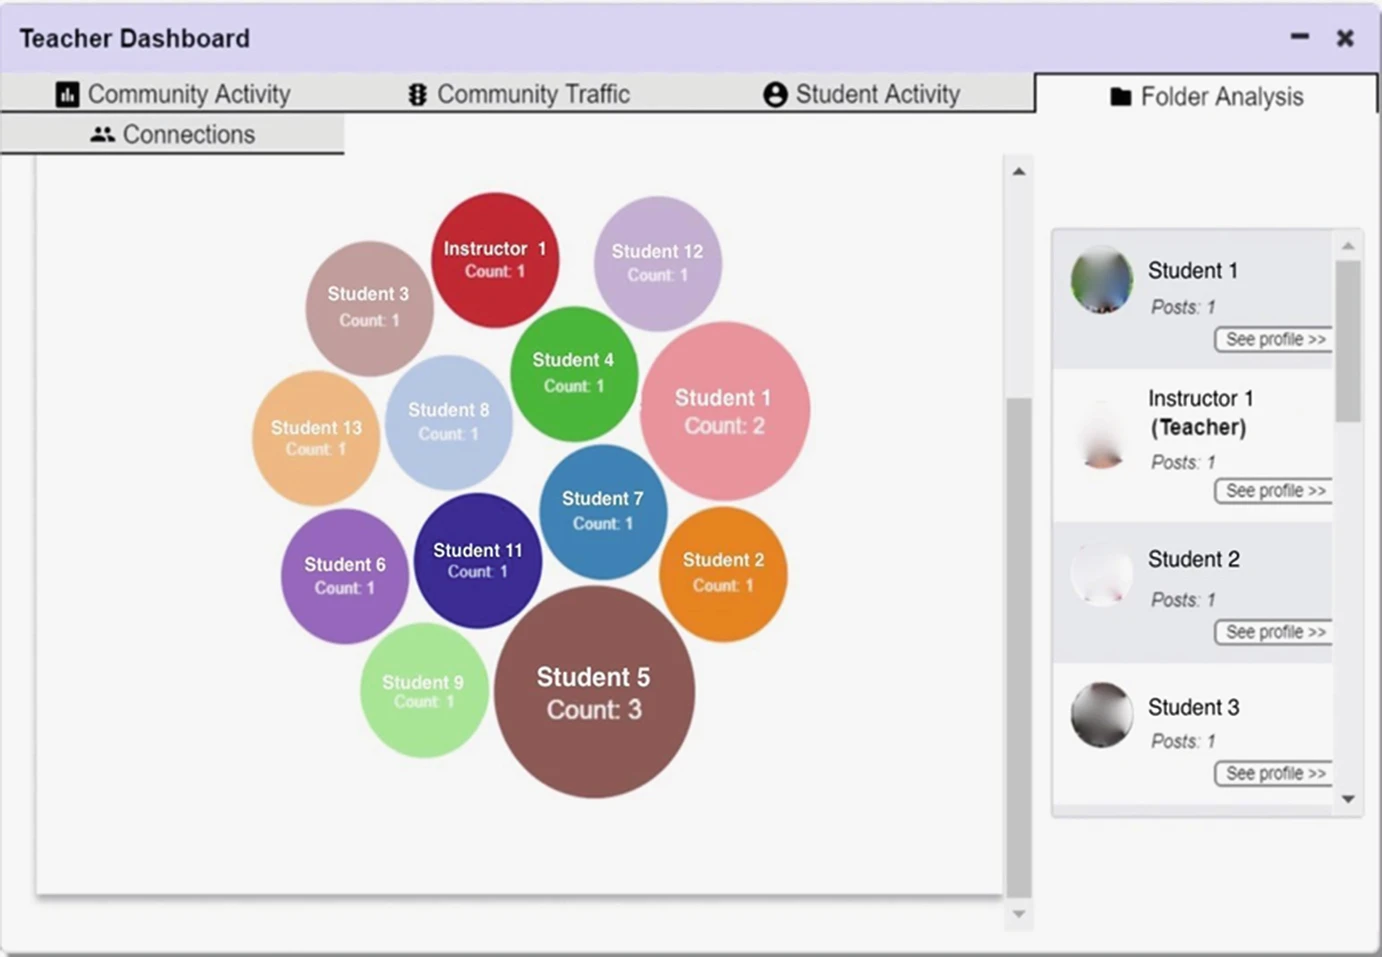 Teacher Dashboard
Community Activity
Community Traffic
Student Activity
Folder Analysis
Connections
Instructor 1
Count: 1
Student 12
Count: 1
Student 3
Count: 1
Student 4
Count: 1
Student 1
Count: 2
Student 8
Count: 1
Student 13
Count: 1
Student 7
Count: 1
Student 11
Count: 1
Student 2
Count: 1
Student 6
Count: 1
Student 9
Count: 1
Student 5
Count: 3
Student 1
Posts: 1
See profile >>
Instructor 1
(Teacher)
Posts: 1
See profile >>
Student 2
Posts: 1
See profile >>
Student 3
Posts: 1
See profile >>